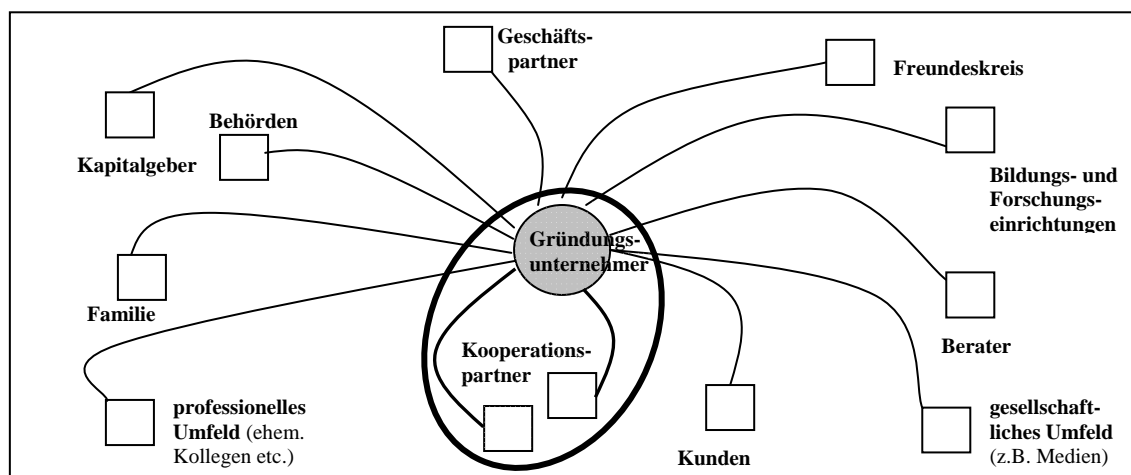 Geschäfts-
partner
Freundeskreis
Behörden
Kapitalgeber
Bildungs- und
Forschungs-
einrichtungen
Gründungs-
unternehmer
Familie
Berater
Kooperations-
partner
professionelles
Umfeld (ehem.
Kollegen etc.)
Kunden
gesellschaft-
liches Umfeld
(z.B. Medien)